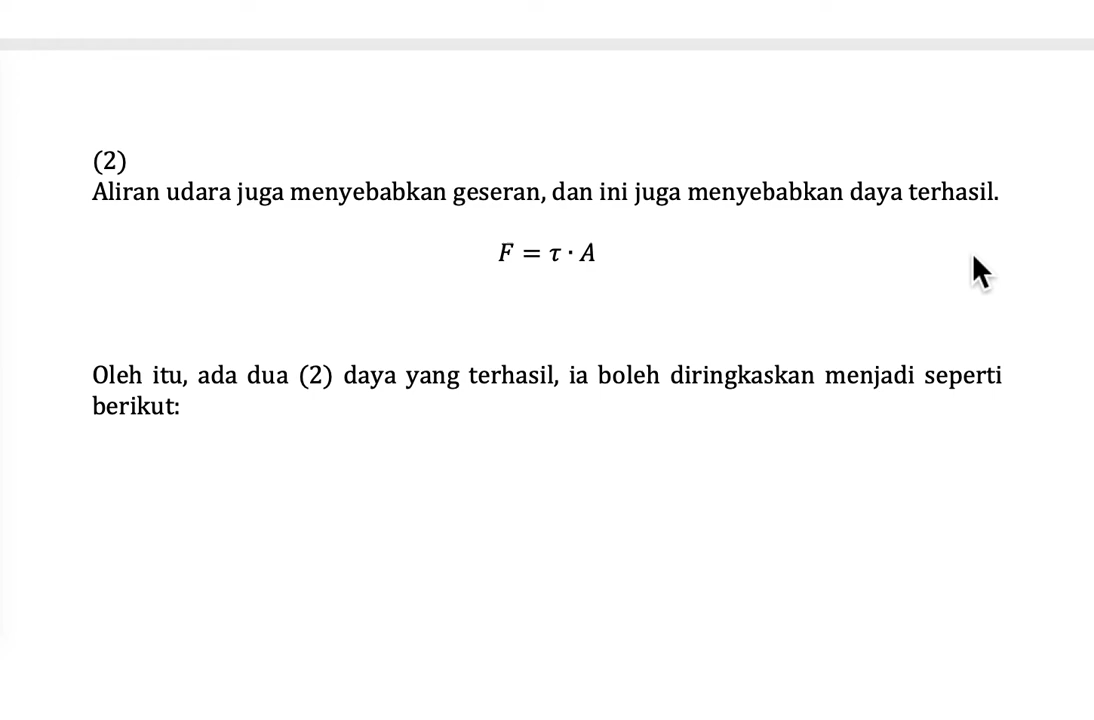 (2)
Aliran udara juga menyebabkan geseran, dan ini juga menyebabkan daya terhasil.
F = τ · A
Oleh itu, ada dua (2) daya yang terhasil, ia boleh diringkaskan menjadi seperti
berikut: